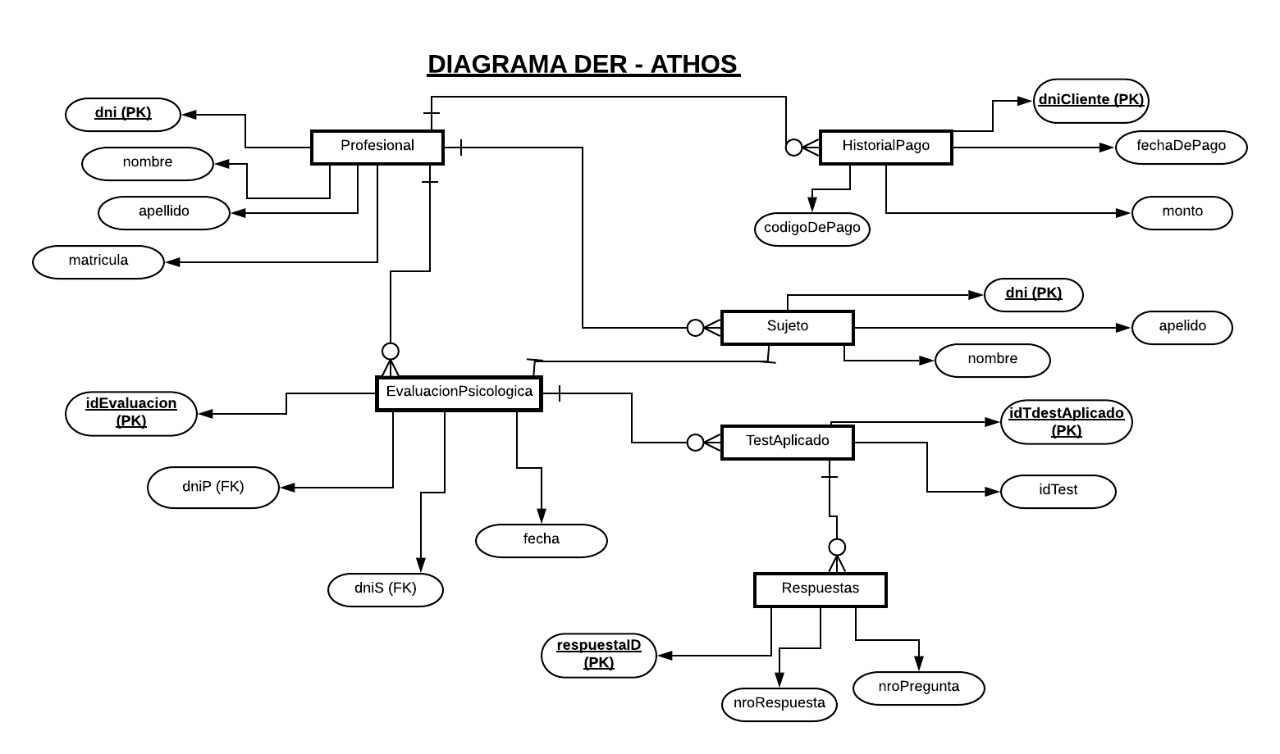 DIAGRAMA DER - ATHOS
dni (PK)
nombre
apellido
matricula
Profesional
HistorialPago
dniCliente (PK)
fechaDePago
monto
codigoDePago
Sujeto
dni (PK)
apelido
nombre
EvaluacionPsicologica
idEvaluacion
(PK)
dniP (FK)
dniS (FK)
fecha
TestAplicado
idTdestAplicado
(PK)
idTest
Respuestas
respuestaID
(PK)
nroRespuesta
nroPregunta